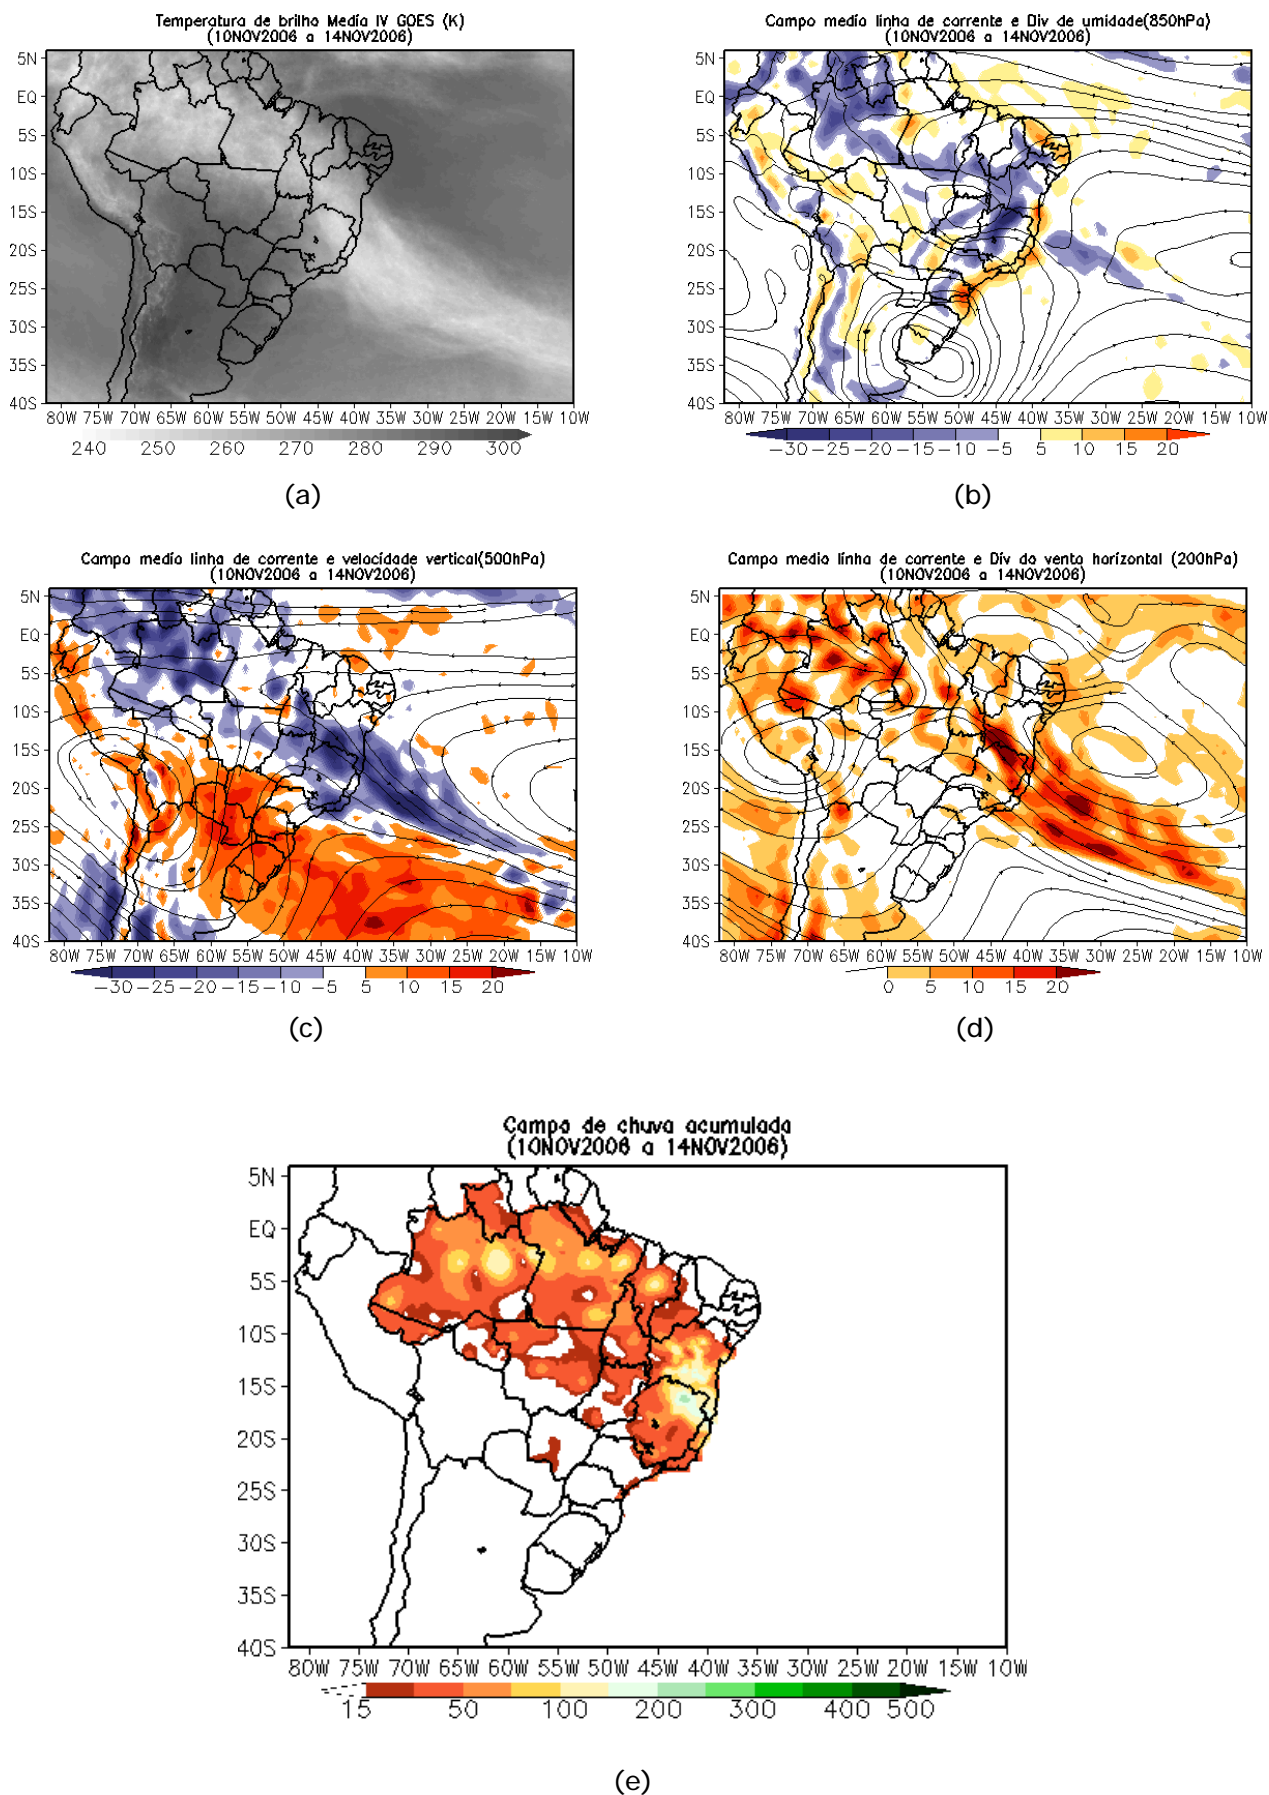 Temperatura de brilho Media IV GOES (K)
(10NOV2006 a 14NOV2006)
5N
EQ
5S
10S
15S
20S
25S
30S
35S
40S
80W 75W 70W 65W 60W 55W 50W 45W 40W 35W 30W 25W 20W 15W 10W
240 250 260 270 280 290 300
(a)
Campo medio linha de corrente e Div de umidade(850hPa)
(10NOV2006 a 14NOV2006)
5N
EQ
5S
10S
15S
20S
25S
30S
35S
40S
80W 75W 70W 65W 60W 55W 50W 45W 40W 35W 30W 25W 20W 15W 10W
-30 -25 -20 -15 -10 -5 5 10 15 20
(b)
Campo medio linha de corrente e velocidade vertical(500hPa)
(10NOV2006 a 14NOV2006)
5N
EQ
5S
10S
15S
20S
25S
30S
35S
40S
80W 75W 70W 65W 60W 55W 50W 45W 40W 35W 30W 25W 20W 15W 10W
-30 -25 -20 -15 -10 -5 5 10 15 20
(c)
Campo medio linha de corrente e Div do vento horizontal (200hPa)
(10NOV2006 a 14NOV2006)
5N
EQ
5S
10S
15S
20S
25S
30S
35S
40S
80W 75W 70W 65W 60W 55W 50W 45W 40W 35W 30W 25W 20W 15W 10W
0 5 10 15 20
(d)
Campo de chuva acumulada
(10NOV2006 a 14NOV2006)
5N
EQ
5S
10S
15S
20S
25S
30S
35S
40S
80W 75W 70W 65W 60W 55W 50W 45W 40W 35W 30W 25W 20W 15W 10W
15 50 100 200 300 400 500
(e)